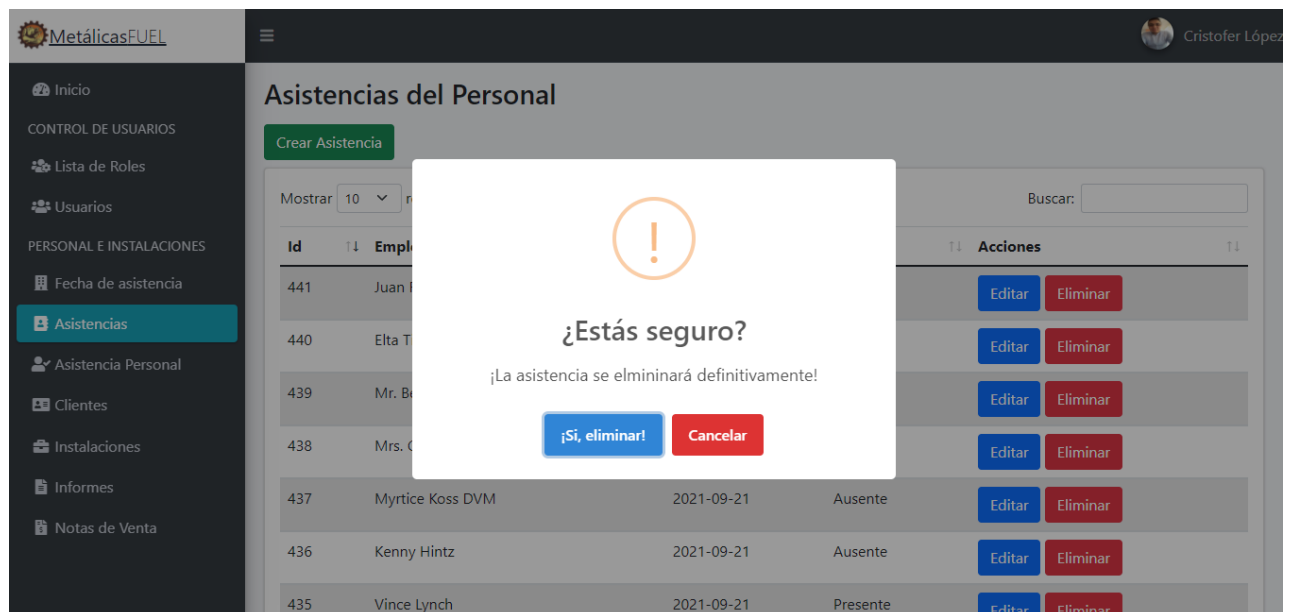 MetálicasFUEL
Cristofer López
Inicio
CONTROL DE USUARIOS
Lista de Roles
Usuarios
PERSONAL E INSTALACIONES
Fecha de asistencia
Asistencias
Asistencia Personal
Clientes
Instalaciones
Informes
Notas de Venta
Asistencias del Personal
Crear Asistencia
Mostrar 10
Buscar:
Id Acciones
441 Juan Editar Eliminar
440 Elta Editar Eliminar
439 Mr. Editar Eliminar
438 Mrs. Editar Eliminar
437 Myrtice Koss DVM 2021-09-21 Ausente Editar Eliminar
436 Kenny Hintz 2021-09-21 Ausente Editar Eliminar
435 Vince Lynch 2021-09-21 Presente Editar Eliminar
!
¿Estás seguro?
¡La asistencia se elmininará definitivamente!
¡Si, eliminar! Cancelar